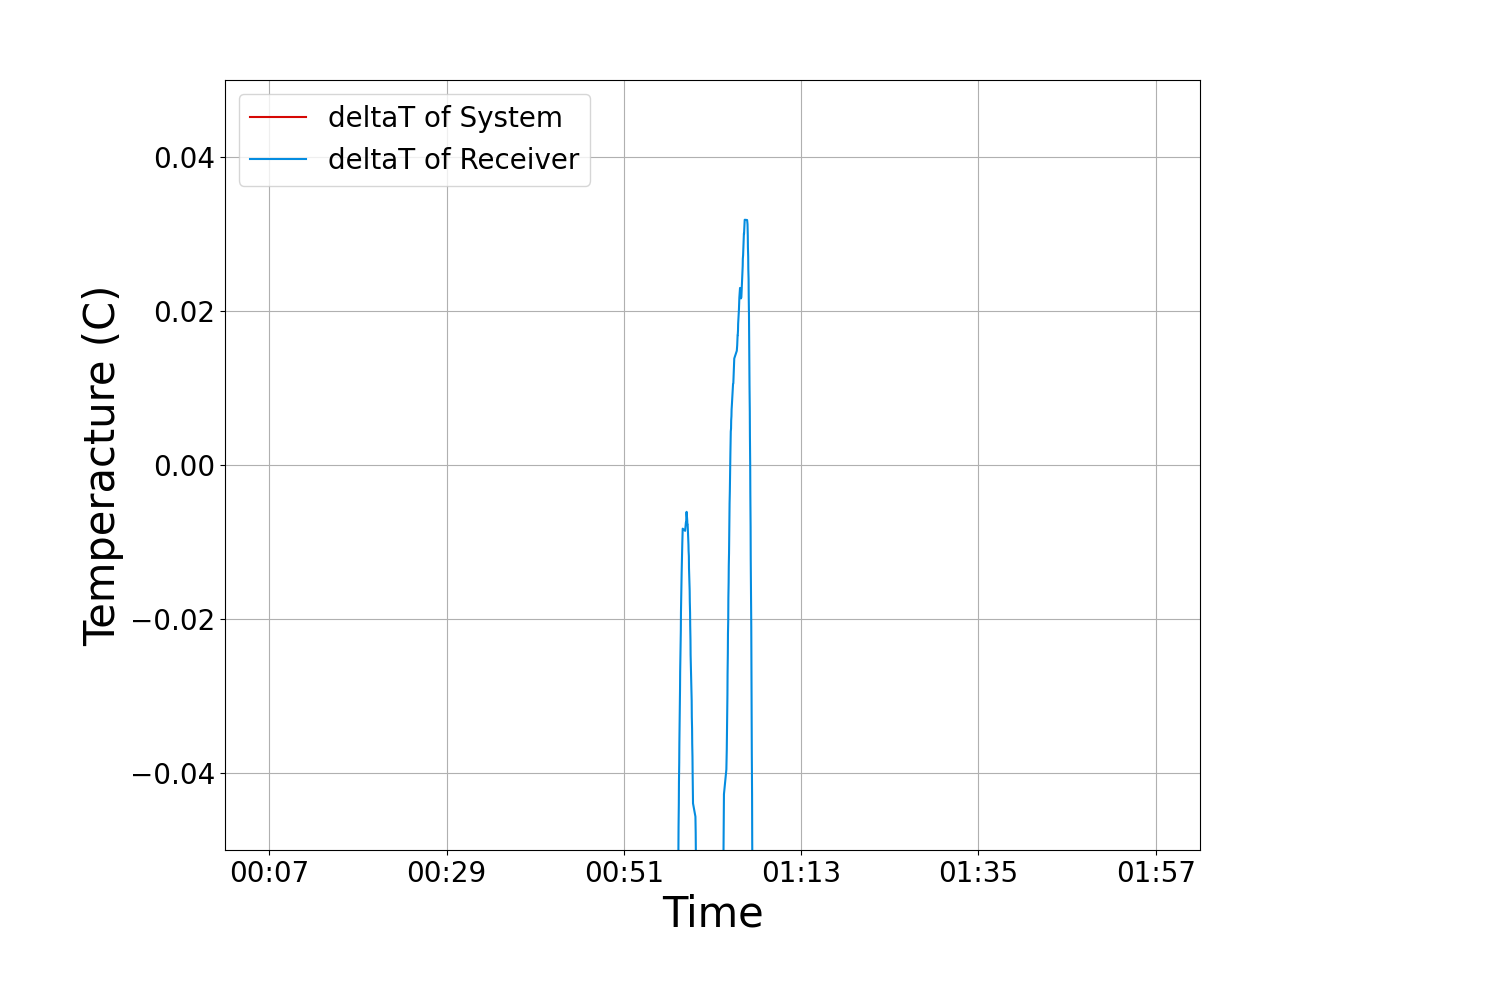 deltaT of System
deltaT of Receiver
0.04
0.02
0.00
−0.02
−0.04
Temperacture (C)
00:07 00:29 00:51 01:13 01:35 01:57
Time